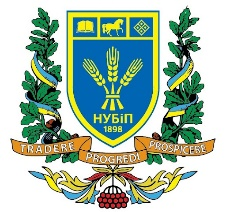 НУБіП
1898
TRADERE PROGREDI PROSPICERE